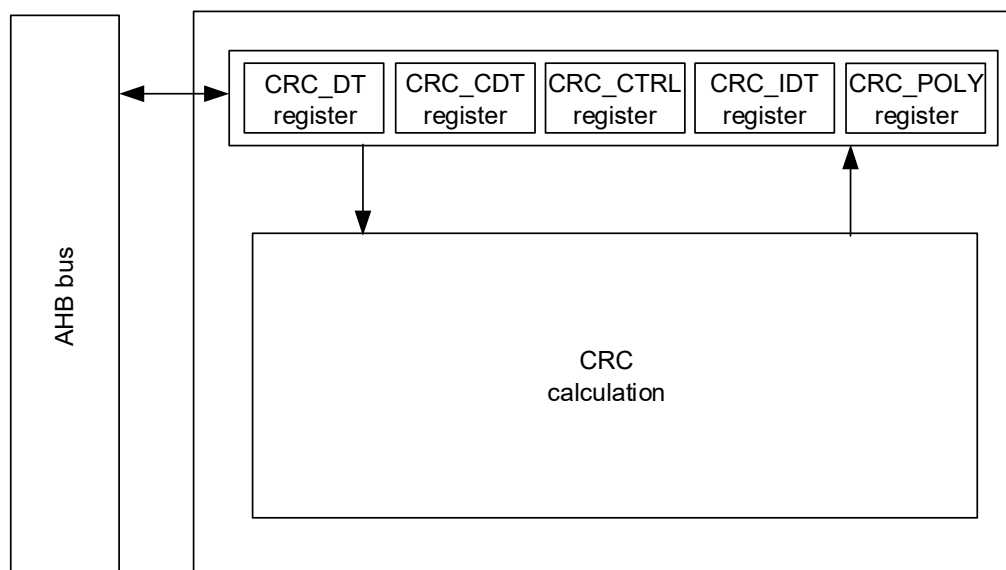 CRC_DT
register
CRC_CDT
register
CRC_CTRL
register
CRC_IDT
register
CRC_POLY
register
AHB bus
CRC
calculation